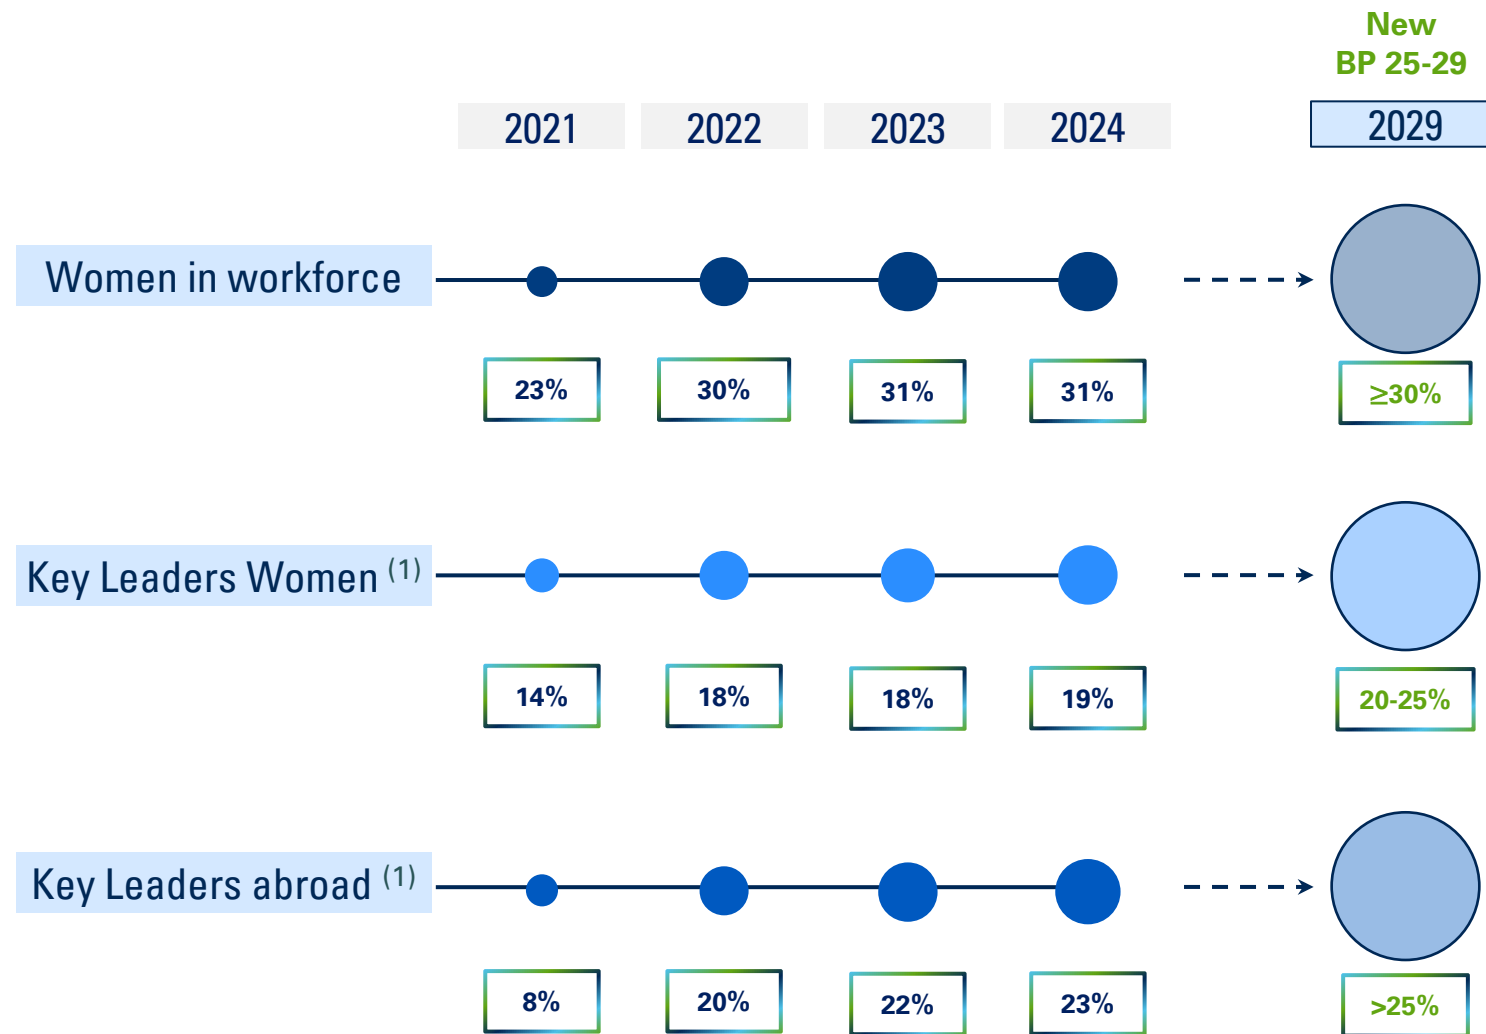 New
BP 25-29
2021 2022 2023 2024 2029
Women in workforce
23% 30% 31% 31% ≥30%
Key Leaders Women (1)
14% 18% 18% 19% 20-25%
Key Leaders abroad (1)
8% 20% 22% 23% >25%